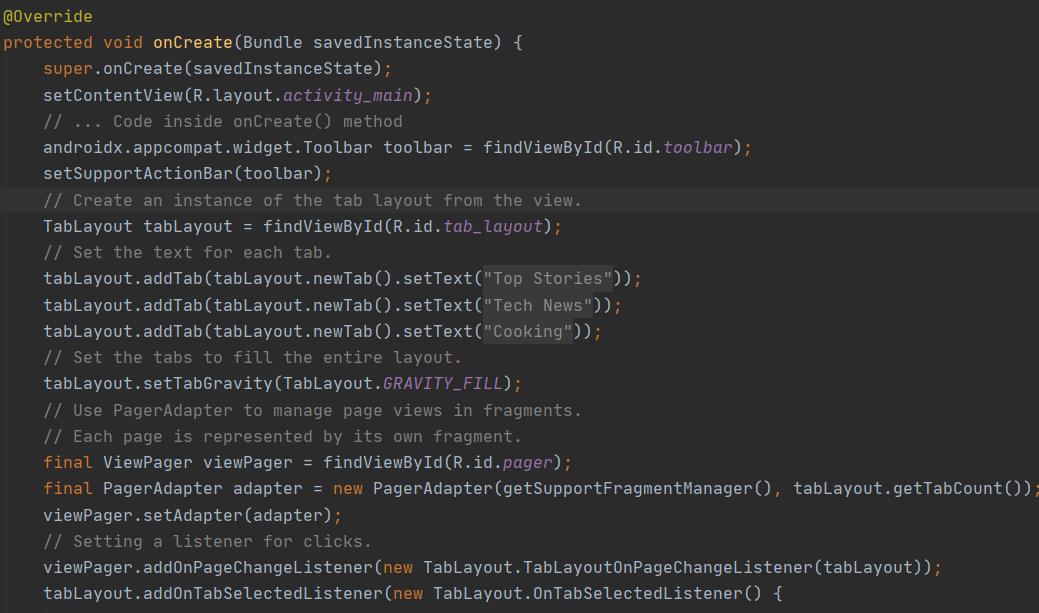 @Override
protected void onCreate(Bundle savedInstanceState) {
super.onCreate(savedInstanceState);
setContentView(R.layout.activity_main);
// ... Code inside onCreate() method
androidx.appcompat.widget.Toolbar toolbar = findViewById(R.id.toolbar);
setSupportActionBar(toolbar);
// Create an instance of the tab layout from the view.
TabLayout tabLayout = findViewById(R.id.tab_layout);
// Set the text for each tab.
tabLayout.addTab(tabLayout.newTab().setText("Top Stories"));
tabLayout.addTab(tabLayout.newTab().setText("Tech News"));
tabLayout.addTab(tabLayout.newTab().setText("Cooking"));
// Set the tabs to fill the entire layout.
tabLayout.setTabGravity(TabLayout.GRAVITY_FILL);
// Use PagerAdapter to manage page views in fragments.
// Each page is represented by its own fragment.
final ViewPager viewPager = findViewById(R.id.pager);
final PagerAdapter adapter = new PagerAdapter(getSupportFragmentManager(), tabLayout.getTabCount());
viewPager.setAdapter(adapter);
// Setting a listener for clicks.
viewPager.addOnPageChangeListener(new TabLayout.TabLayoutOnPageChangeListener(tabLayout));
tabLayout.addOnTabSelectedListener(new TabLayout.OnTabSelectedListener() {